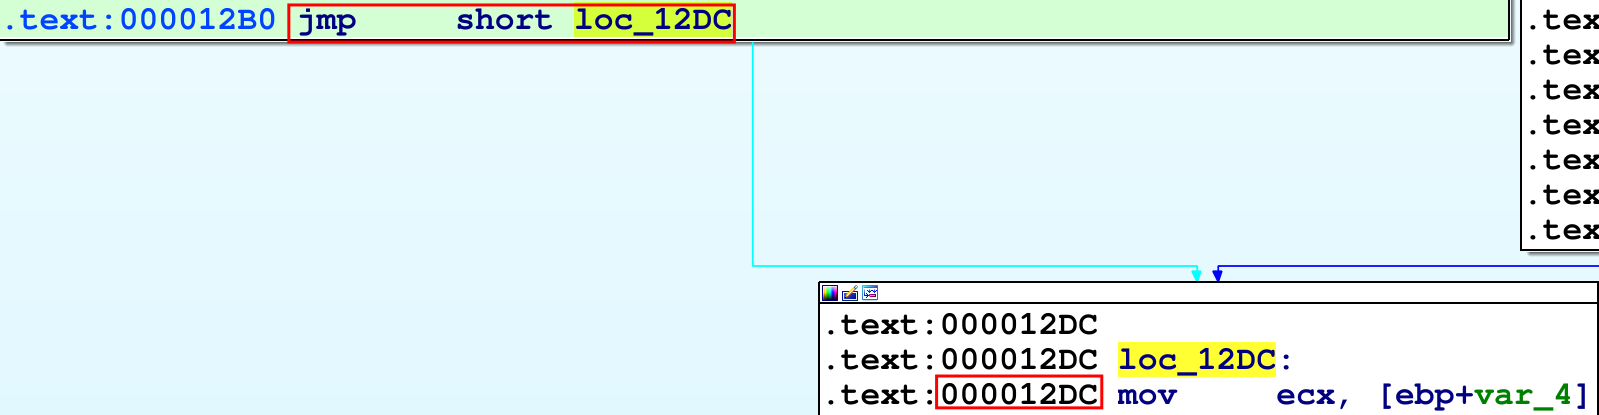 .text:000012B0 jmp     short loc_12DC
.tex
.tex
.tex
.tex
.tex
.tex
.tex
.text:000012DC
.text:000012DC loc_12DC:
.text:000012DC mov     ecx, [ebp+var_4]